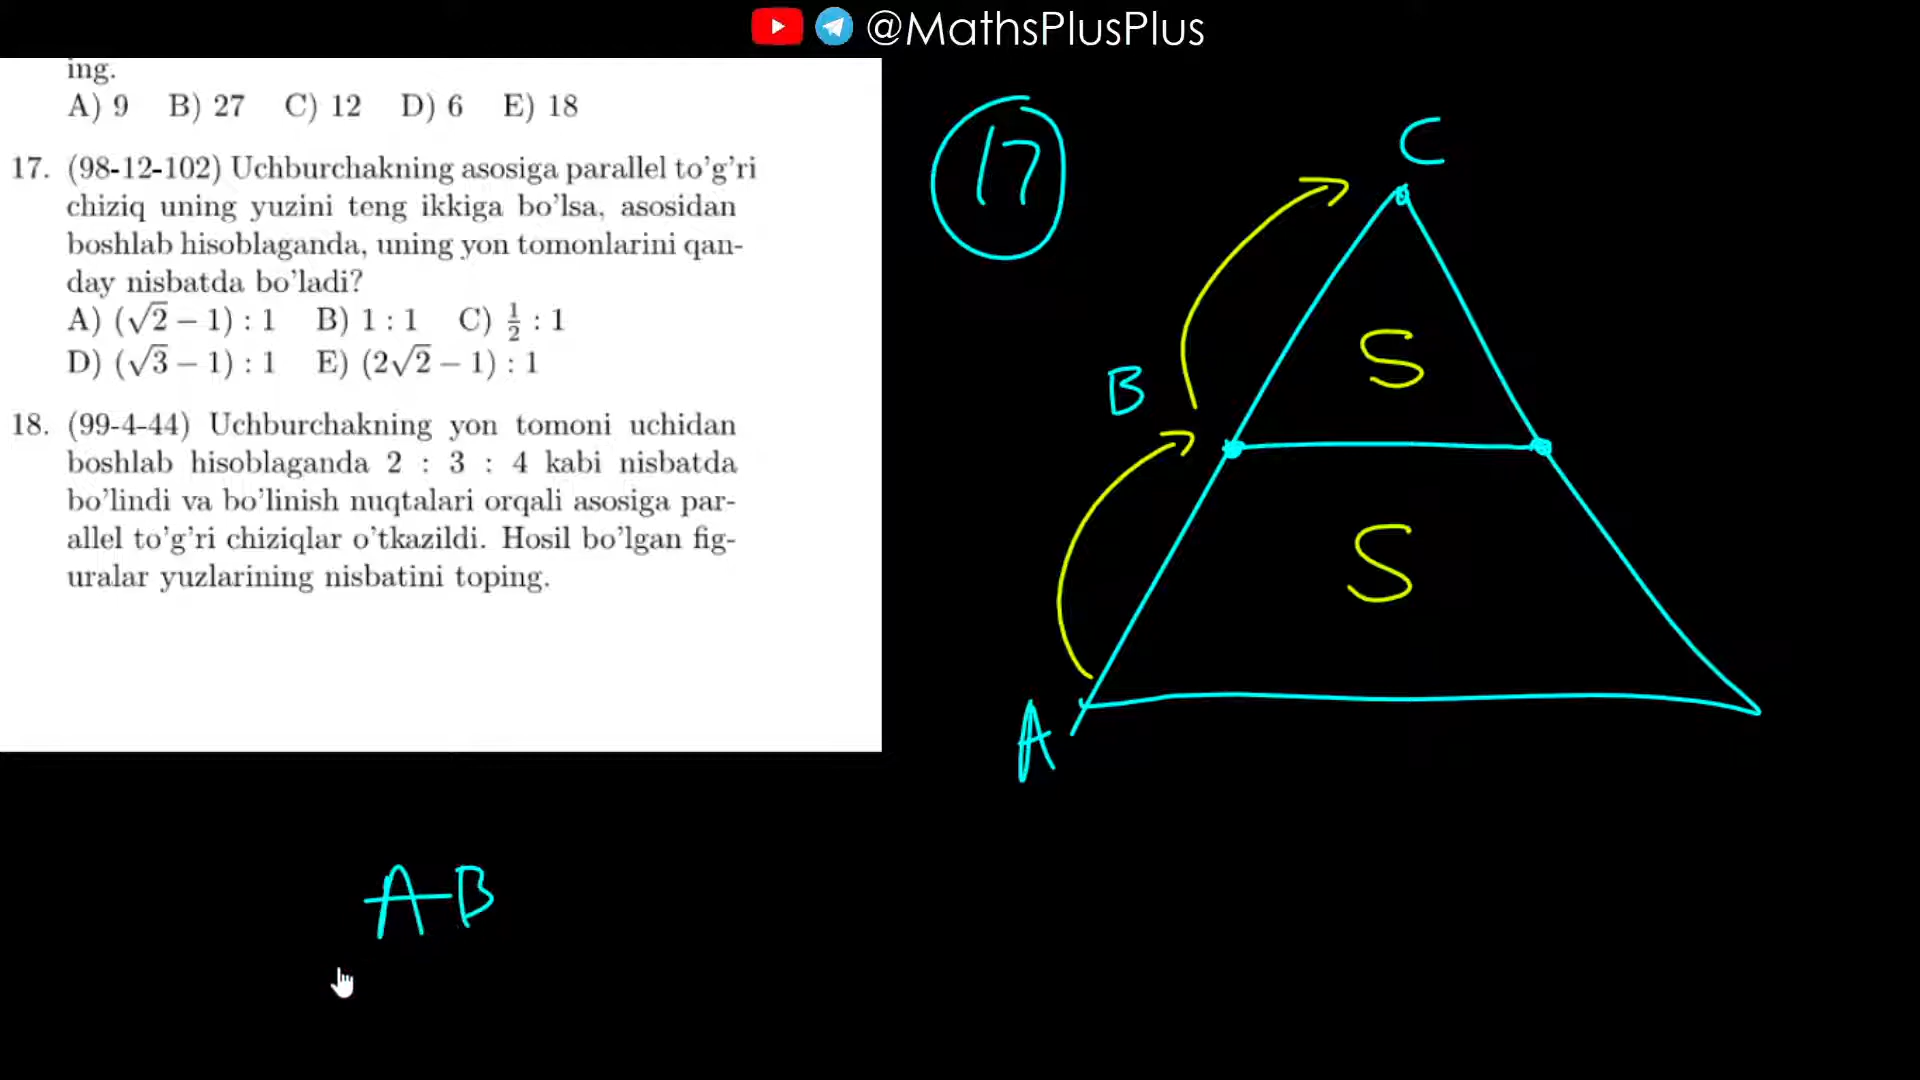 @MathsPlusPlus
ing.
A) 9 B) 27 C) 12 D) 6 E) 18
17. (98-12-102) Uchburchakning asosiga parallel to'g'ri
chiziq uning yuzini teng ikkiga bo'lsa, asosidan
boshlab hisoblaganda, uning yon tomonlarini qan-
day nisbatda bo'ladi?
A) (√2 − 1) : 1 B) 1 : 1 C) 1/2 : 1
D) (√3 − 1) : 1 E) (2√2 − 1) : 1
18. (99-4-44) Uchburchakning yon tomoni uchidan
boshlab hisoblaganda 2 : 3 : 4 kabi nisbatda
bo'lindi va bo'linish nuqtalari orqali asosiga par-
allel to'g'ri chiziqlar o'tkazildi. Hosil bo'lgan fig-
uralar yuzlarining nisbatini toping.
17
C
S
B
S
A
AB